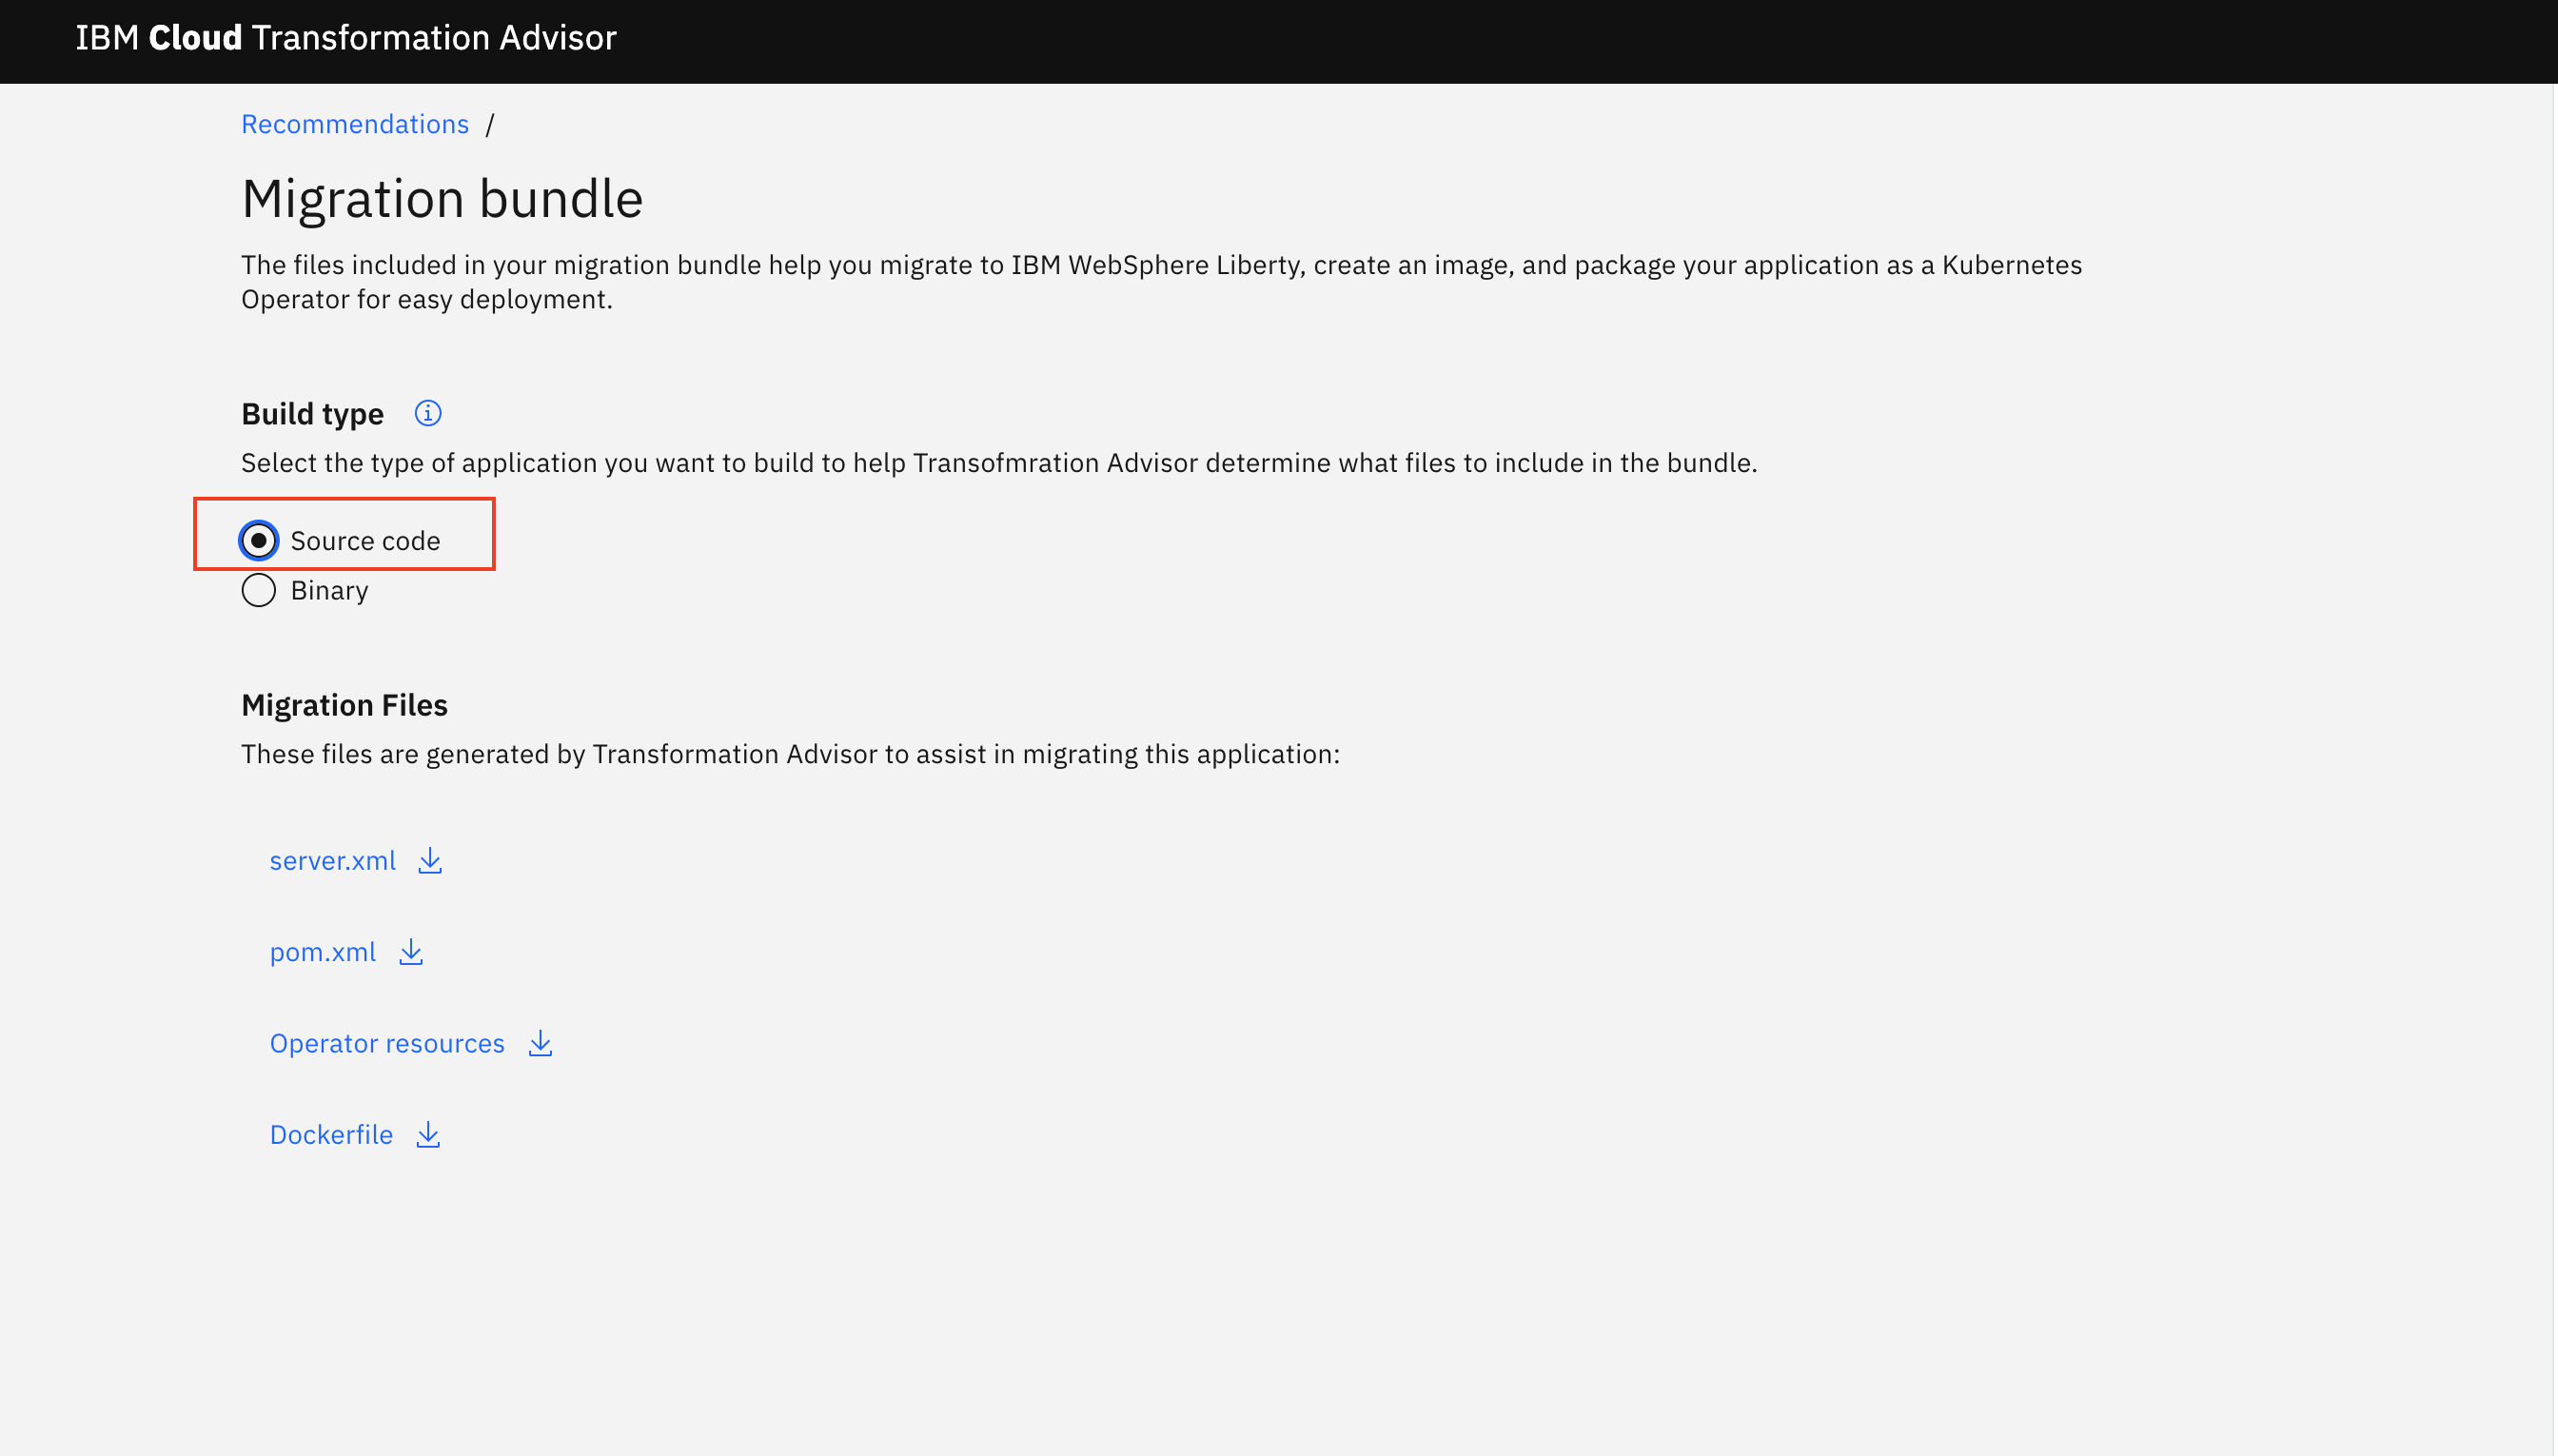 IBM Cloud Transformation Advisor
Recommendations /
Migration bundle
The files included in your migration bundle help you migrate to IBM WebSphere Liberty, create an image, and package your application as a Kubernetes
Operator for easy deployment.
Build type
Select the type of application you want to build to help Transofmration Advisor determine what files to include in the bundle.
Source code
Binary
Migration Files
These files are generated by Transformation Advisor to assist in migrating this application:
server.xml
pom.xml
Operator resources
Dockerfile